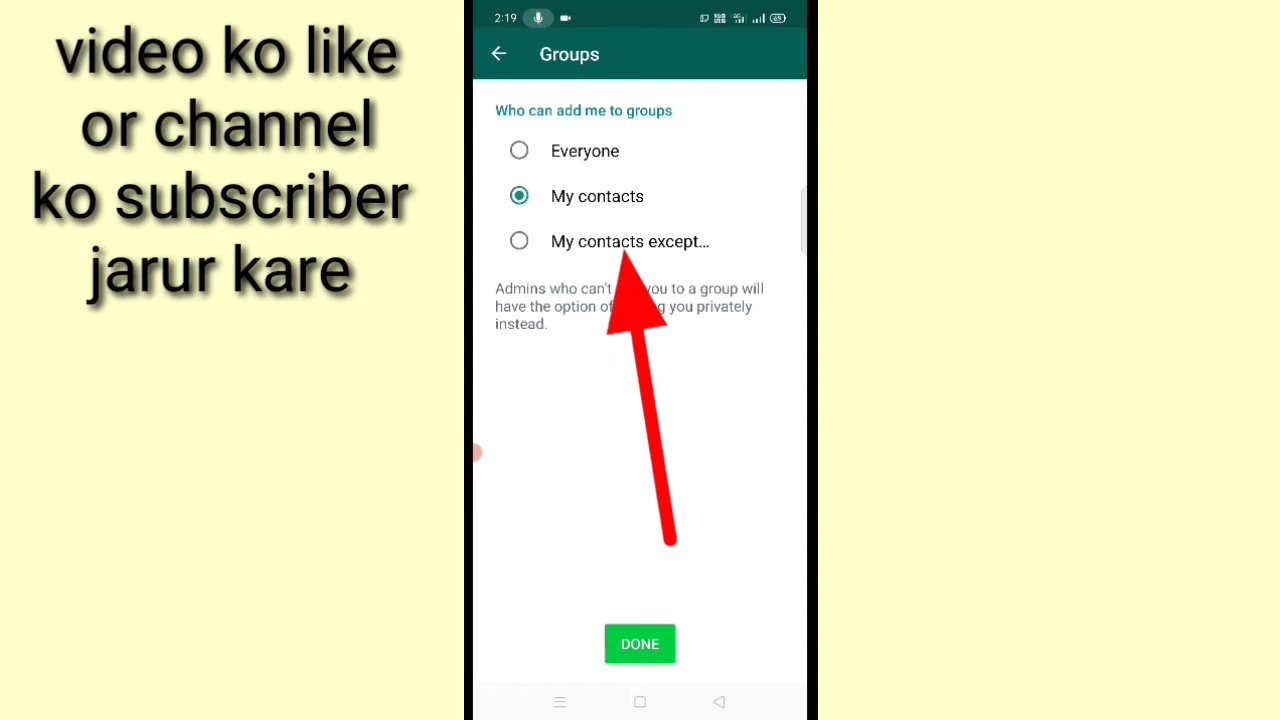 video ko like
or channel
ko subscriber
jarur kare
2:19
69
Groups
Who can add me to groups
Everyone
My contacts
My contacts except...
Admins who can't you to a group will
have the option of g you privately
instead.
DONE